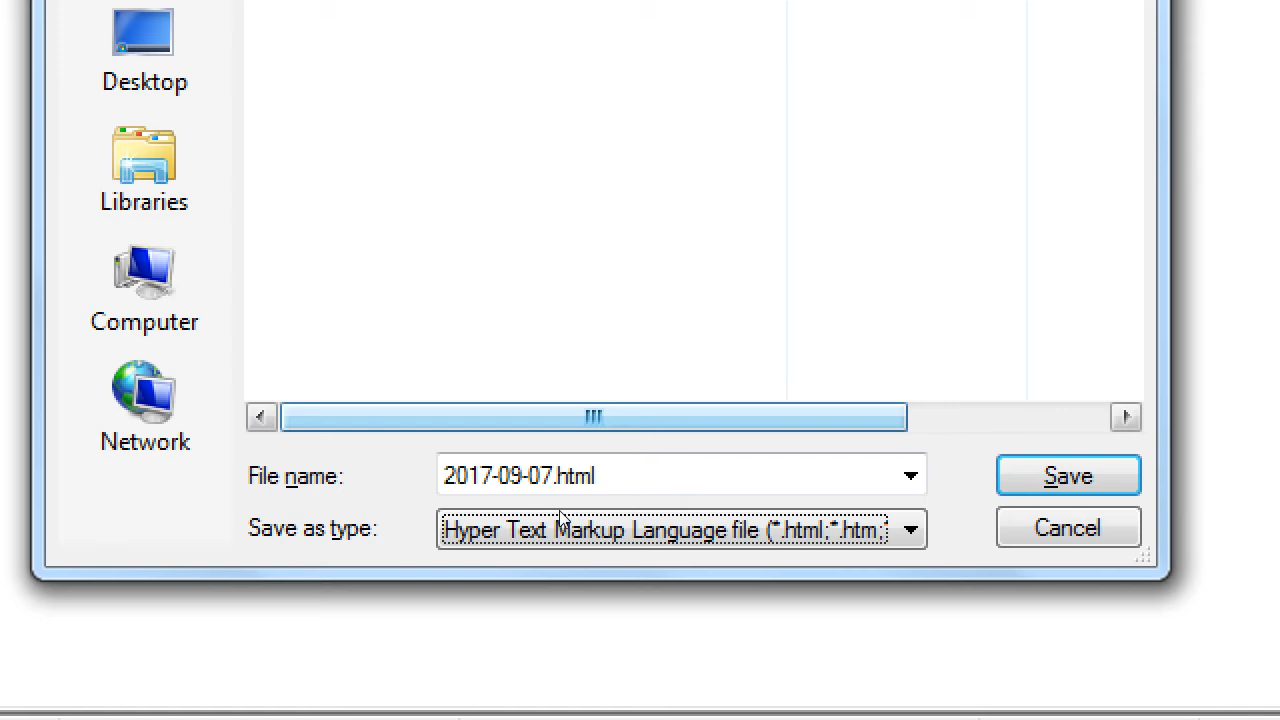 Desktop
Libraries
Computer
Network
File name:
2017-09-07.html
Save
Save as type:
Hyper Text Markup Language file (*.html;*.htm;
Cancel